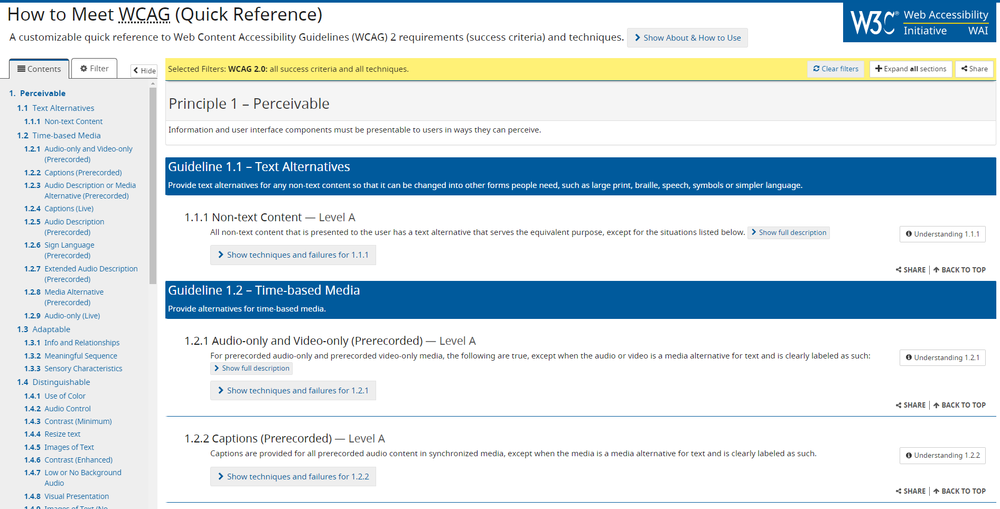 How to Meet WCAG (Quick Reference)
A customizable quick reference to Web Content Accessibility Guidelines (WCAG) 2 requirements (success criteria) and techniques.
Show About & How to Use
W3C® Web Accessibility
Initiative WAI
Contents
Filter
Hide
1. Perceivable
1.1 Text Alternatives
1.1.1 Non-text Content
1.2 Time-based Media
1.2.1 Audio-only and Video-only
(Prerecorded)
1.2.2 Captions (Prerecorded)
1.2.3 Audio Description or Media
Alternative (Prerecorded)
1.2.4 Captions (Live)
1.2.5 Audio Description
(Prerecorded)
1.2.6 Sign Language
(Prerecorded)
1.2.7 Extended Audio Description
(Prerecorded)
1.2.8 Media Alternative
(Prerecorded)
1.2.9 Audio-only (Live)
1.3 Adaptable
1.3.1 Info and Relationships
1.3.2 Meaningful Sequence
1.3.3 Sensory Characteristics
1.4 Distinguishable
1.4.1 Use of Color
1.4.2 Audio Control
1.4.3 Contrast (Minimum)
1.4.4 Resize text
1.4.5 Images of Text
1.4.6 Contrast (Enhanced)
1.4.7 Low or No Background
Audio
1.4.8 Visual Presentation
1.4.9 Images of Text (No
Selected Filters: WCAG 2.0: all success criteria and all techniques.
Clear filters
Expand all sections
Share
Principle 1 – Perceivable
Information and user interface components must be presentable to users in ways they can perceive.
Guideline 1.1 – Text Alternatives
Provide text alternatives for any non-text content so that it can be changed into other forms people need, such as large print, braille, speech, symbols or simpler language.
1.1.1 Non-text Content — Level A
All non-text content that is presented to the user has a text alternative that serves the equivalent purpose, except for the situations listed below.
Show full description
Understanding 1.1.1
Show techniques and failures for 1.1.1
SHARE | BACK TO TOP
Guideline 1.2 – Time-based Media
Provide alternatives for time-based media.
1.2.1 Audio-only and Video-only (Prerecorded) — Level A
For prerecorded audio-only and prerecorded video-only media, the following are true, except when the audio or video is a media alternative for text and is clearly labeled as such:
Show full description
Understanding 1.2.1
Show techniques and failures for 1.2.1
SHARE | BACK TO TOP
1.2.2 Captions (Prerecorded) — Level A
Captions are provided for all prerecorded audio content in synchronized media, except when the media is a media alternative for text and is clearly labeled as such.
Understanding 1.2.2
Show techniques and failures for 1.2.2
SHARE | BACK TO TOP